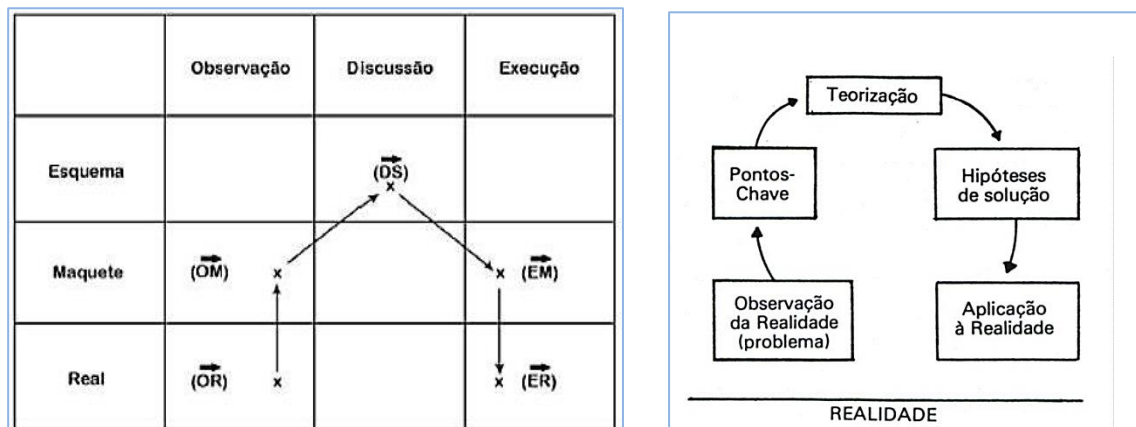 Observação Discussão Execução
Esquema
(DS)
Maquete (OM) x x (EM)
Real (OR) x x (ER)
x
Teorização
Pontos-
Chave
Hipóteses
de solução
Observação
da Realidade
(problema)
Aplicação
à Realidade
REALIDADE